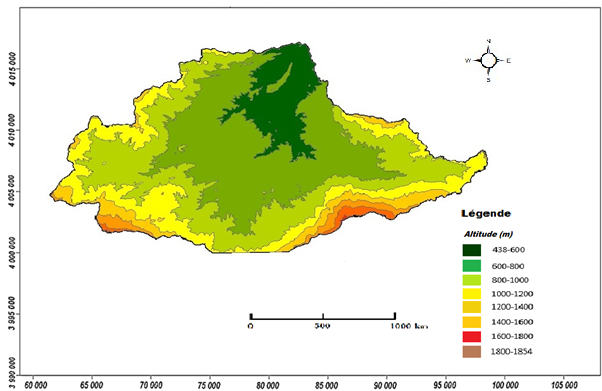 4 015 000
4 010 000
4 005 000
4 000 000
3 995 000
3 990 000
N
W E
S
Légende
Altitude (m)
438-600
600-800
800-1000
1000-1200
1200-1400
1400-1600
1600-1800
1800-1854
0 500 1000 km
60 000 65 000 70 000 75 000 80 000 85 000 90 000 95 000 100 000 105 000